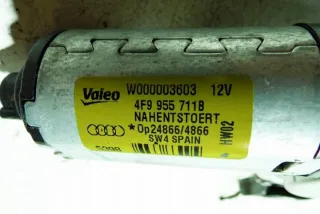 Valeo W000003603 12V
4F9 955 711B
NAHENTSTOERT
*Op24866/4866
SW4 SPAIN
HW02